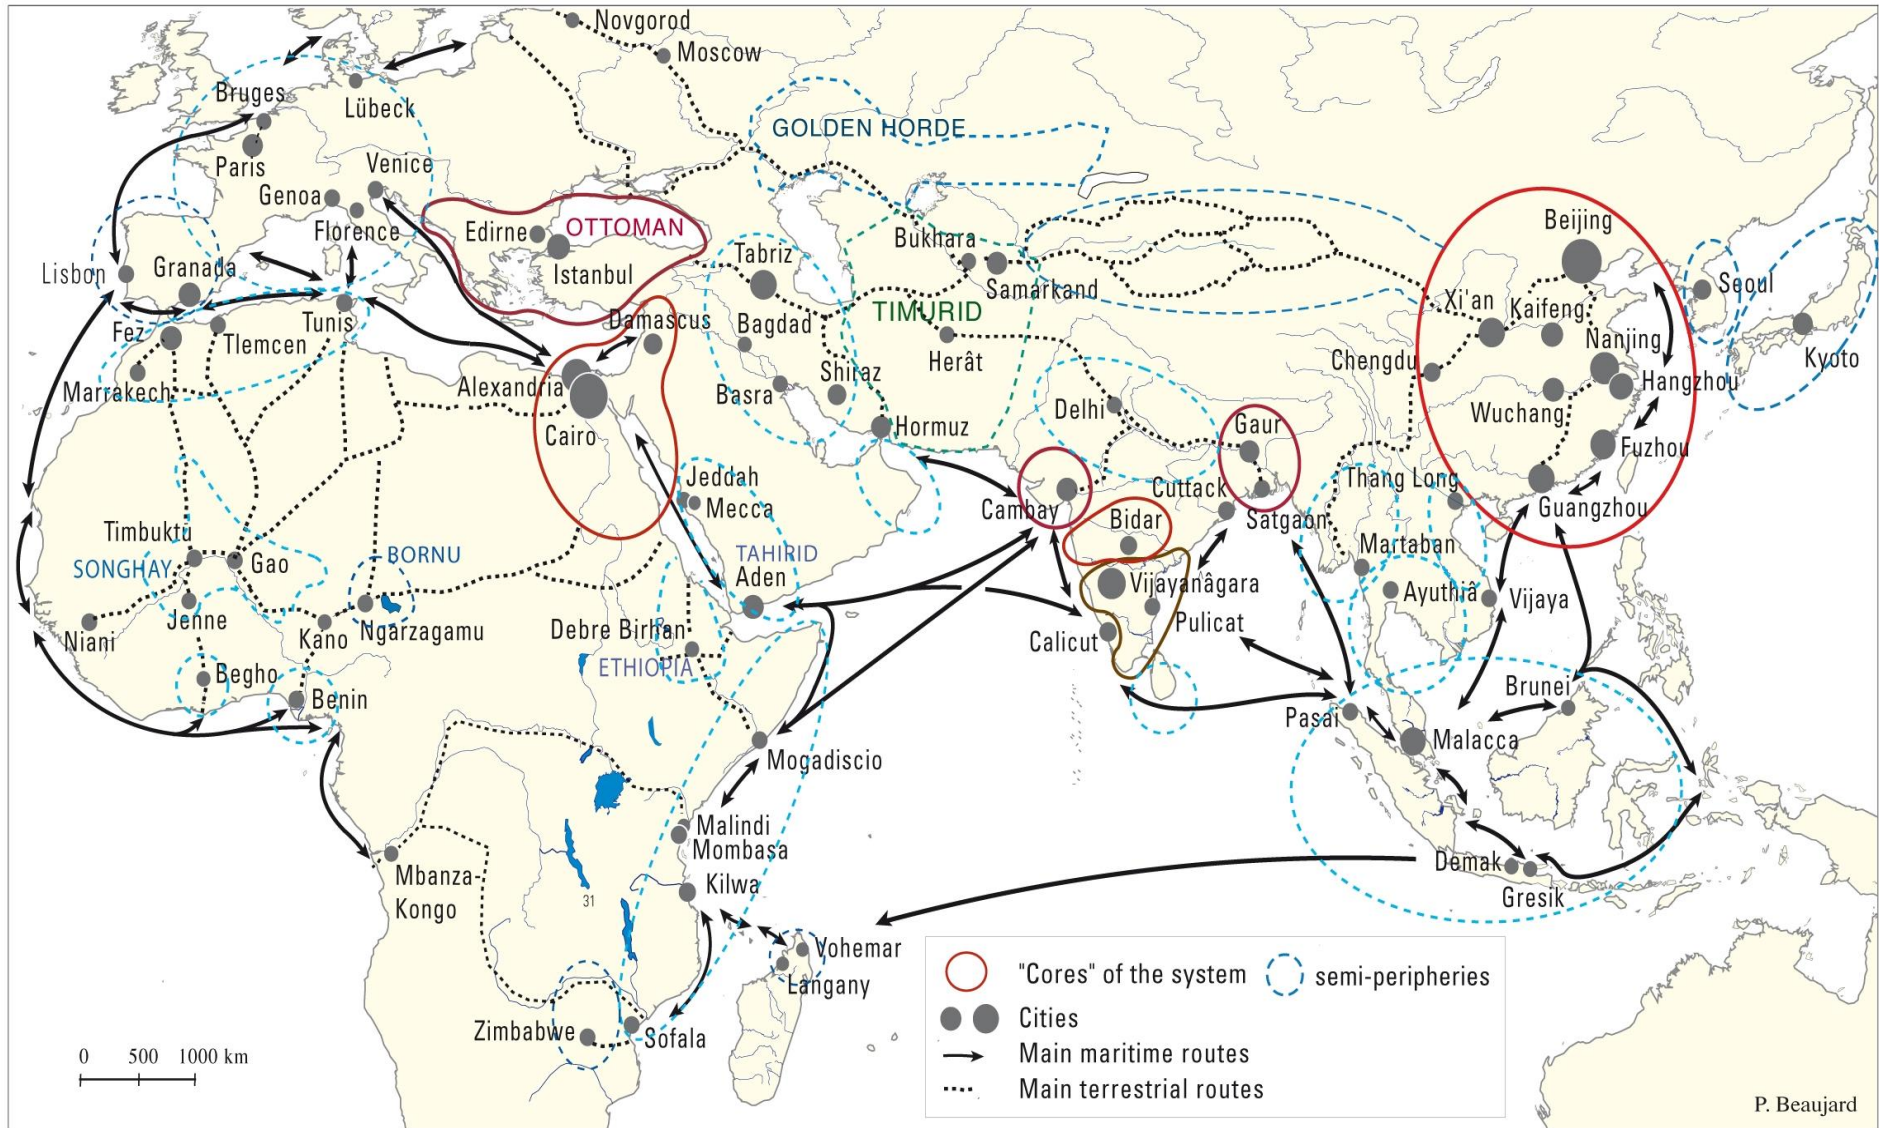 Novgorod
Moscow
Bruges
Lübeck
Paris
Venice
Genoa
Florence
GOLDEN HORDE
Edirne
OTTOMAN
Istanbul
Lisbon
Granada
Tabriz
Bukhara
Samarkand
Beijing
Seoul
Kyoto
Fez
Tlemcen
Tunis
Damascus
Bagdad
TIMURID
Herât
Xi'an
Kaifeng
Nanjing
Marrakech
Alexandria
Basra
Shiraz
Chengdu
Hangzhou
Cairo
Hormuz
Delhi
Gaur
Wuchang
Fuzhou
Jeddah
Mecca
Cambay
Cuttack
Satgaon
Thang Long
Guangzhou
Timbuktu
SONGHAY
Gao
BORNU
TAHIRID
Aden
Bidar
Martaban
Jenne
Niani
Kano
Ngarzagamu
Debre Birhan
ETHIOPIA
Vijayanâgara
Pulicat
Calicut
Ayuthiâ
Vijaya
Begho
Benin
Pasai
Brunei
Malacca
Mogadiscio
Malindi
Mombasa
Mbanza-
Kongo
Kilwa
31
Demak
Gresik
Vohemar
Langany
Zimbabwe
Sofala
"Cores" of the system
semi-peripheries
Cities
Main maritime routes
Main terrestrial routes
0 500 1000 km
P. Beaujard